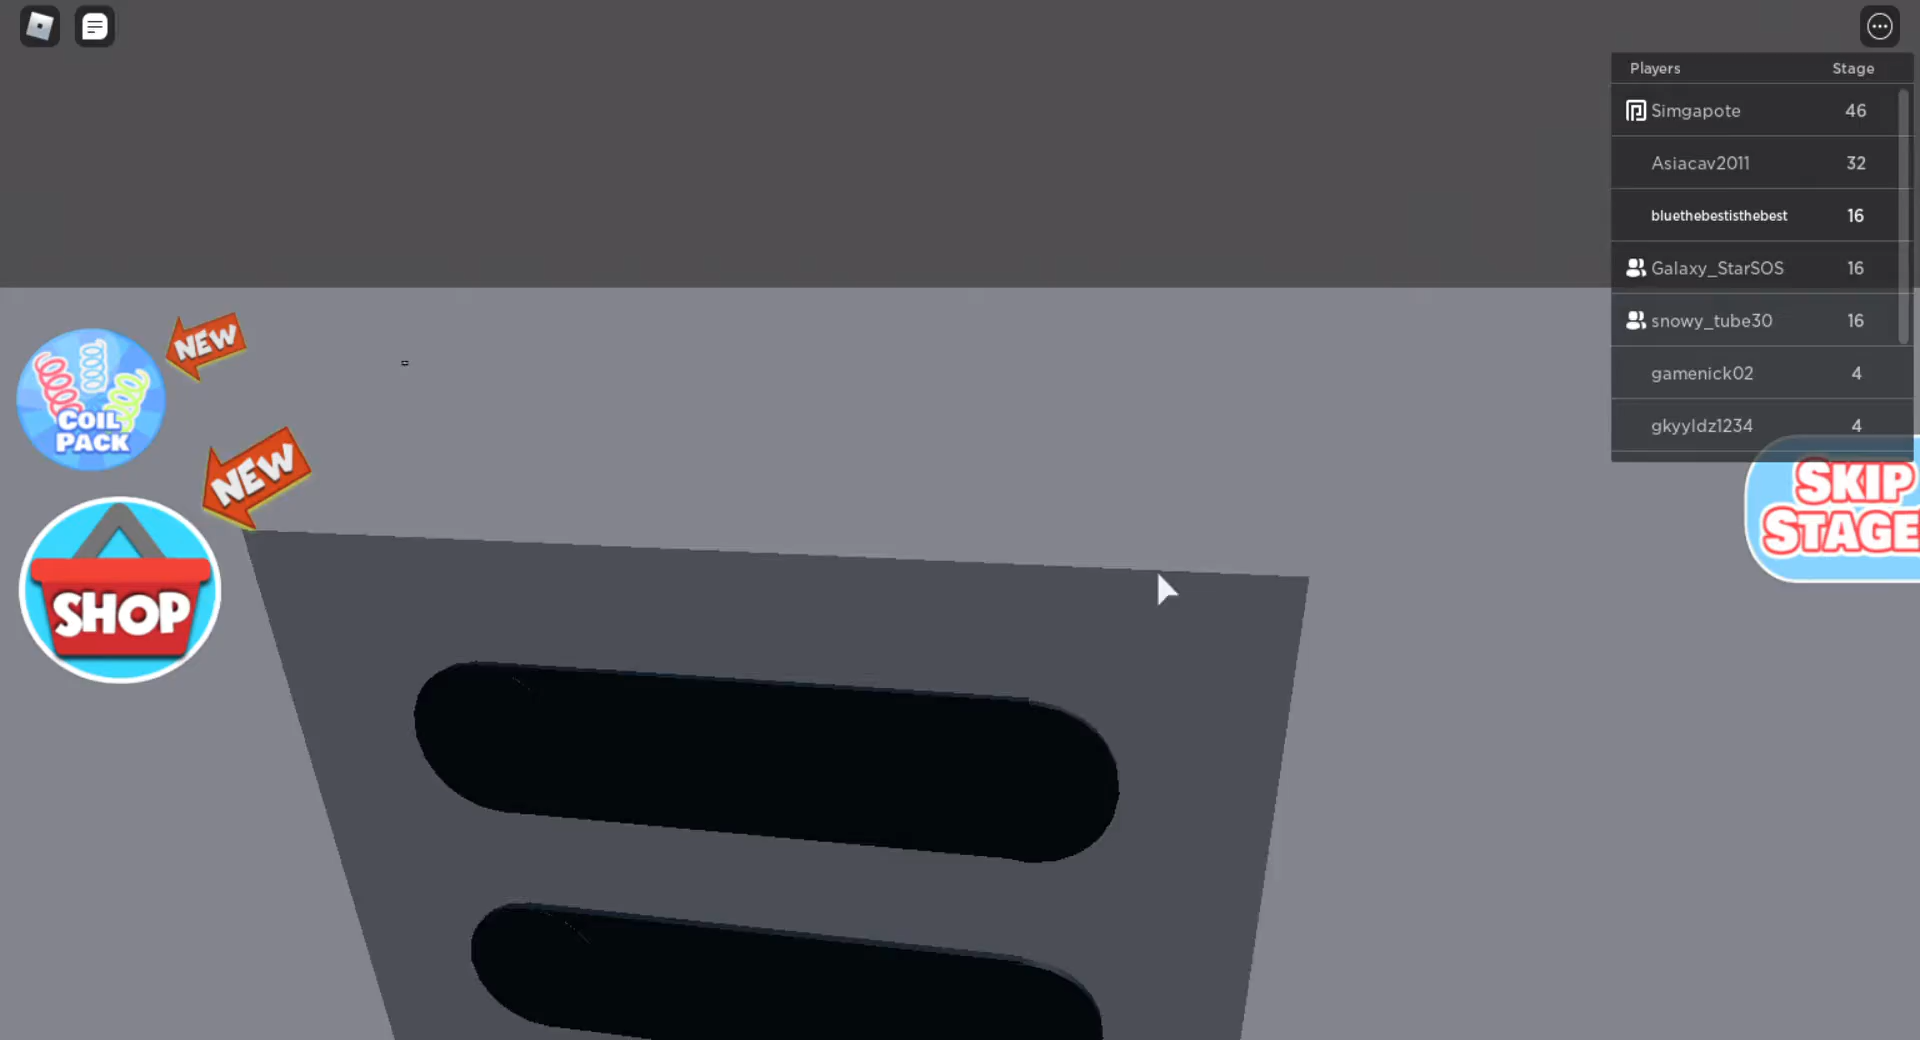 Players Stage
Simgapote 46
Asiacav2011 32
bluethebestisthebest 16
Galaxy_StarSOS 16
snowy_tube30 16
gamenick02 4
gkyyldz1234 4
NEW
COIL
PACK
NEW
SHOP
SKIP
STAGE